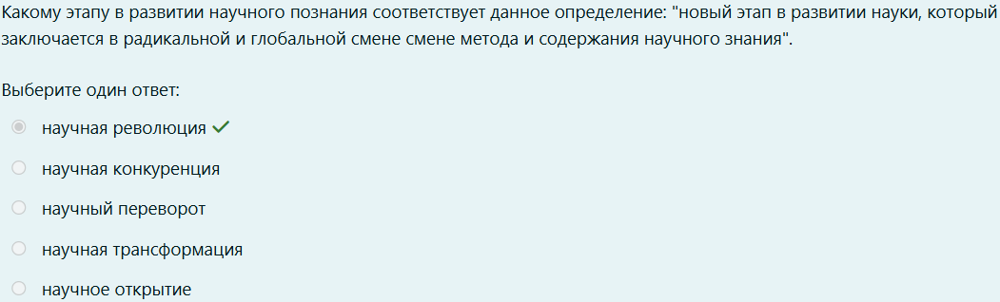 Какому этапу в развитии научного познания соответствует данное определение: "новый этап в развитии науки, который
заключается в радикальной и глобальной смене смене метода и содержания научного знания".
Выберите один ответ:
научная революция
научная конкуренция
научный переворот
научная трансформация
научное открытие